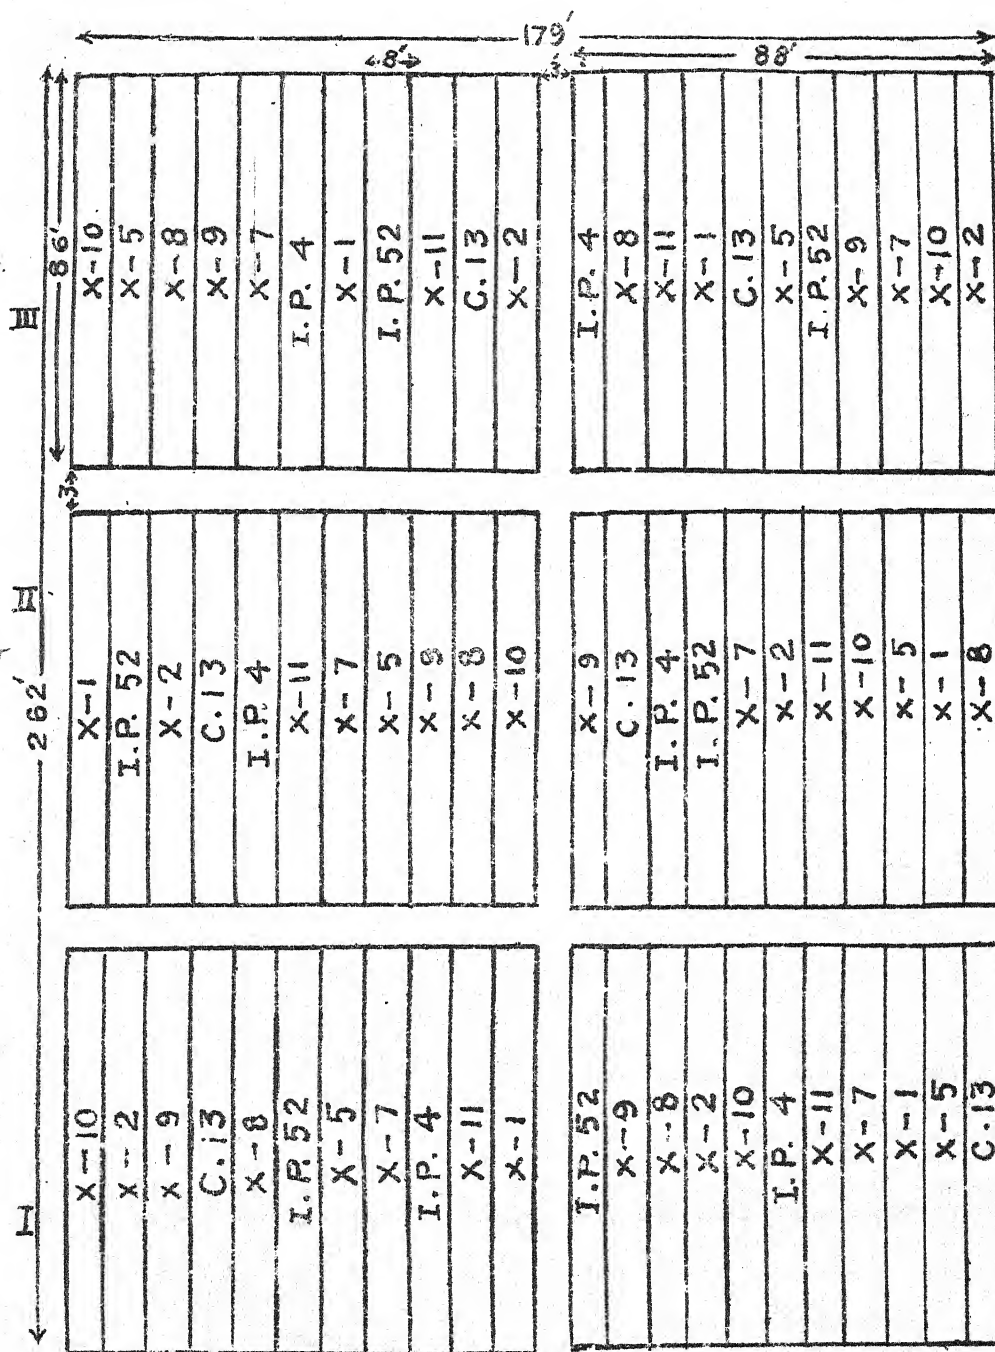 179'
8'
3'
88'
86'
III
X-10
X-5
X-8
X-9
X-7
I.P. 4
X-1
I.P. 52
X-11
C.13
X-2
I.P. 4
X-8
X-11
X-1
C.13
X-5
I.P. 52
X-9
X-7
X-10
X-2
3'
II
262'
X-1
I.P. 52
X-2
C.13
I.P. 4
X-11
X-7
X-5
X-9
X-8
X-10
X-9
C.13
I.P. 4
I.P. 52
X-7
X-2
X-11
X-10
X-5
X-1
X-8
I
X-10
X-2
X-9
C.13
X-8
I.P. 52
X-5
X-7
I.P. 4
X-11
X-1
I.P. 52
X-9
X-8
X-2
X-10
I.P. 4
X-11
X-7
X-1
X-5
C.13